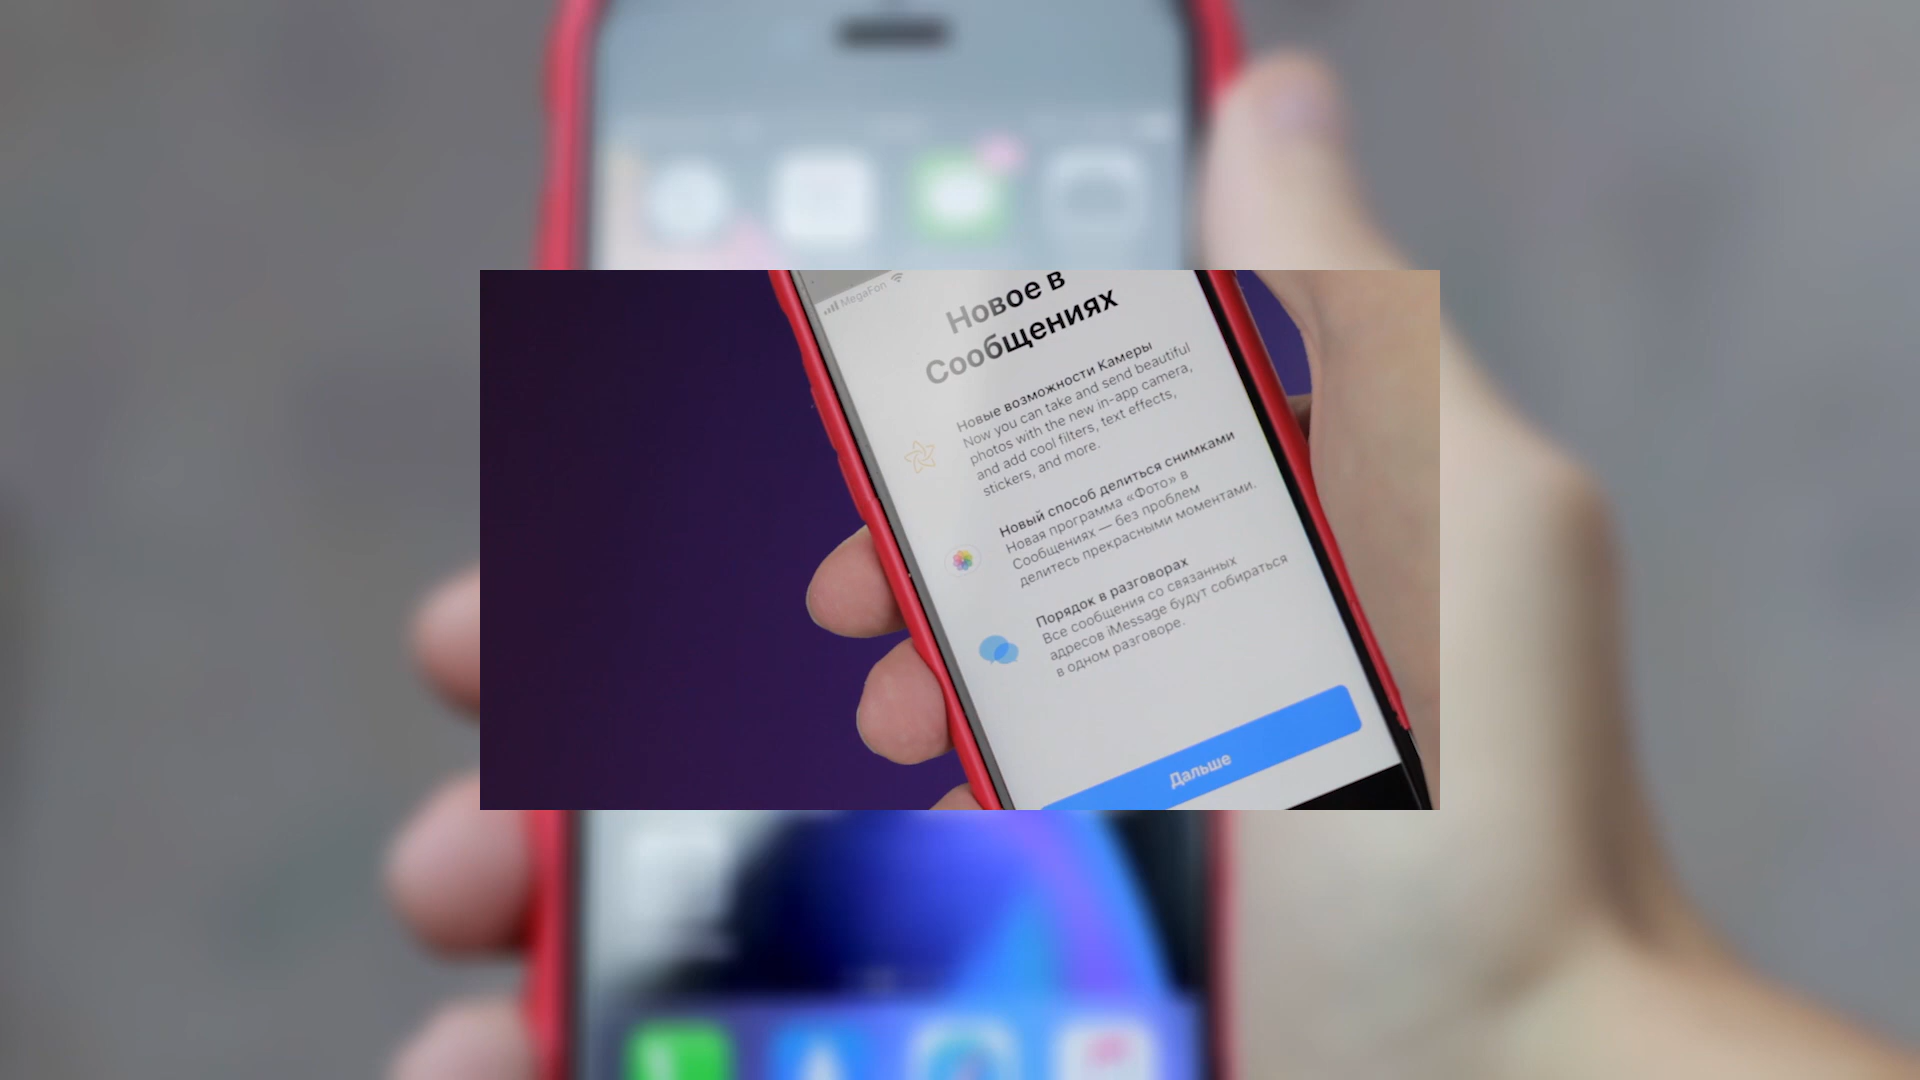 MegaFon
Новое в
Сообщениях
Новые возможности Камеры
Now you can take and send beautiful
photos with the new in-app camera,
and add cool filters, text effects,
stickers, and more.
Новый способ делиться снимками
Новая программа «Фото» в
Сообщениях — без проблем
делитесь прекрасными моментами.
Порядок в разговорах
Все сообщения со связанных
адресов iMessage будут собираться
в одном разговоре.
Дальше